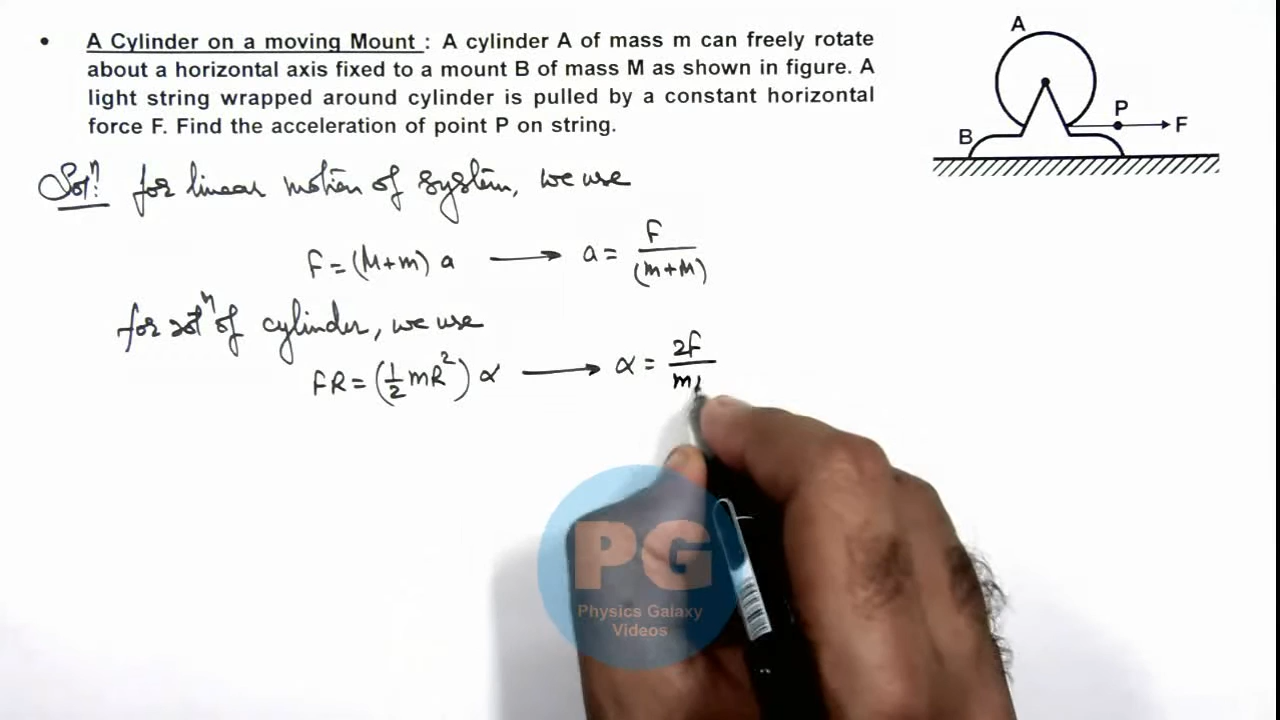 • A Cylinder on a moving Mount : A cylinder A of mass m can freely rotate
about a horizontal axis fixed to a mount B of mass M as shown in figure. A
light string wrapped around cylinder is pulled by a constant horizontal
force F. Find the acceleration of point P on string.
A
B
P
F
Solⁿ: for linear motion of system, we use
F = (M+m) a ⟶ a = F/(m+M)
for rotⁿ of cylinder, we use
FR = (1/2 mR²) α ⟶ α = 2F/m
PG
Physics Galaxy
Videos